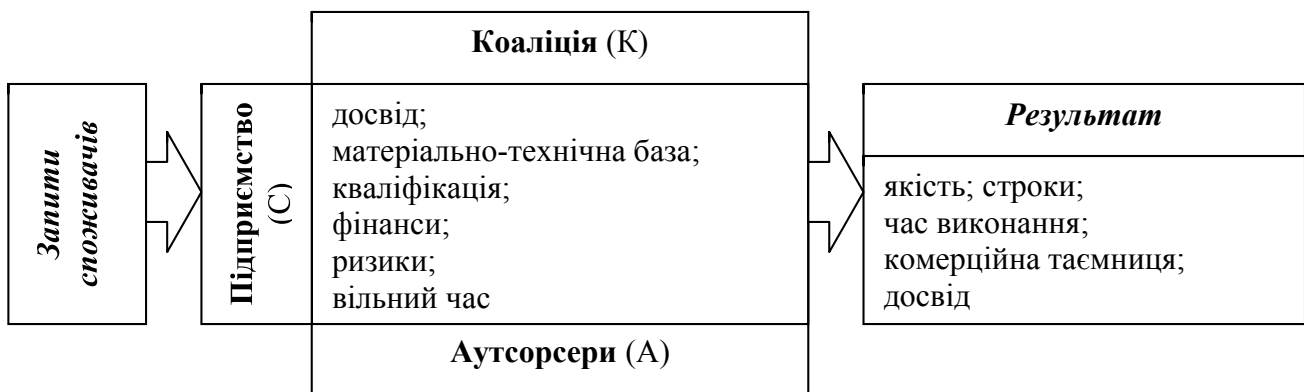 Запити
споживачів
Підприємство
(С)
Коаліція (К)
досвід;
матеріально-технічна база;
кваліфікація;
фінанси;
ризики;
вільний час
Аутсорсери (А)
Результат
якість; строки;
час виконання;
комерційна таємниця;
досвід